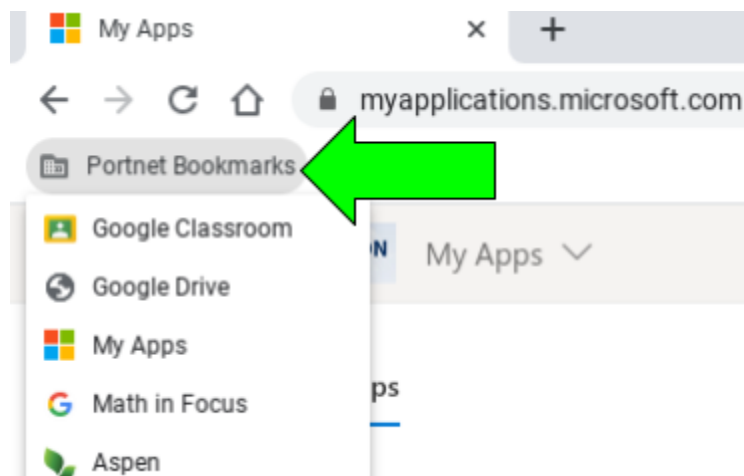 My Apps
myapplications.microsoft.com
Portnet Bookmarks
Google Classroom
ON My Apps
Google Drive
My Apps
Math in Focus
ps
Aspen